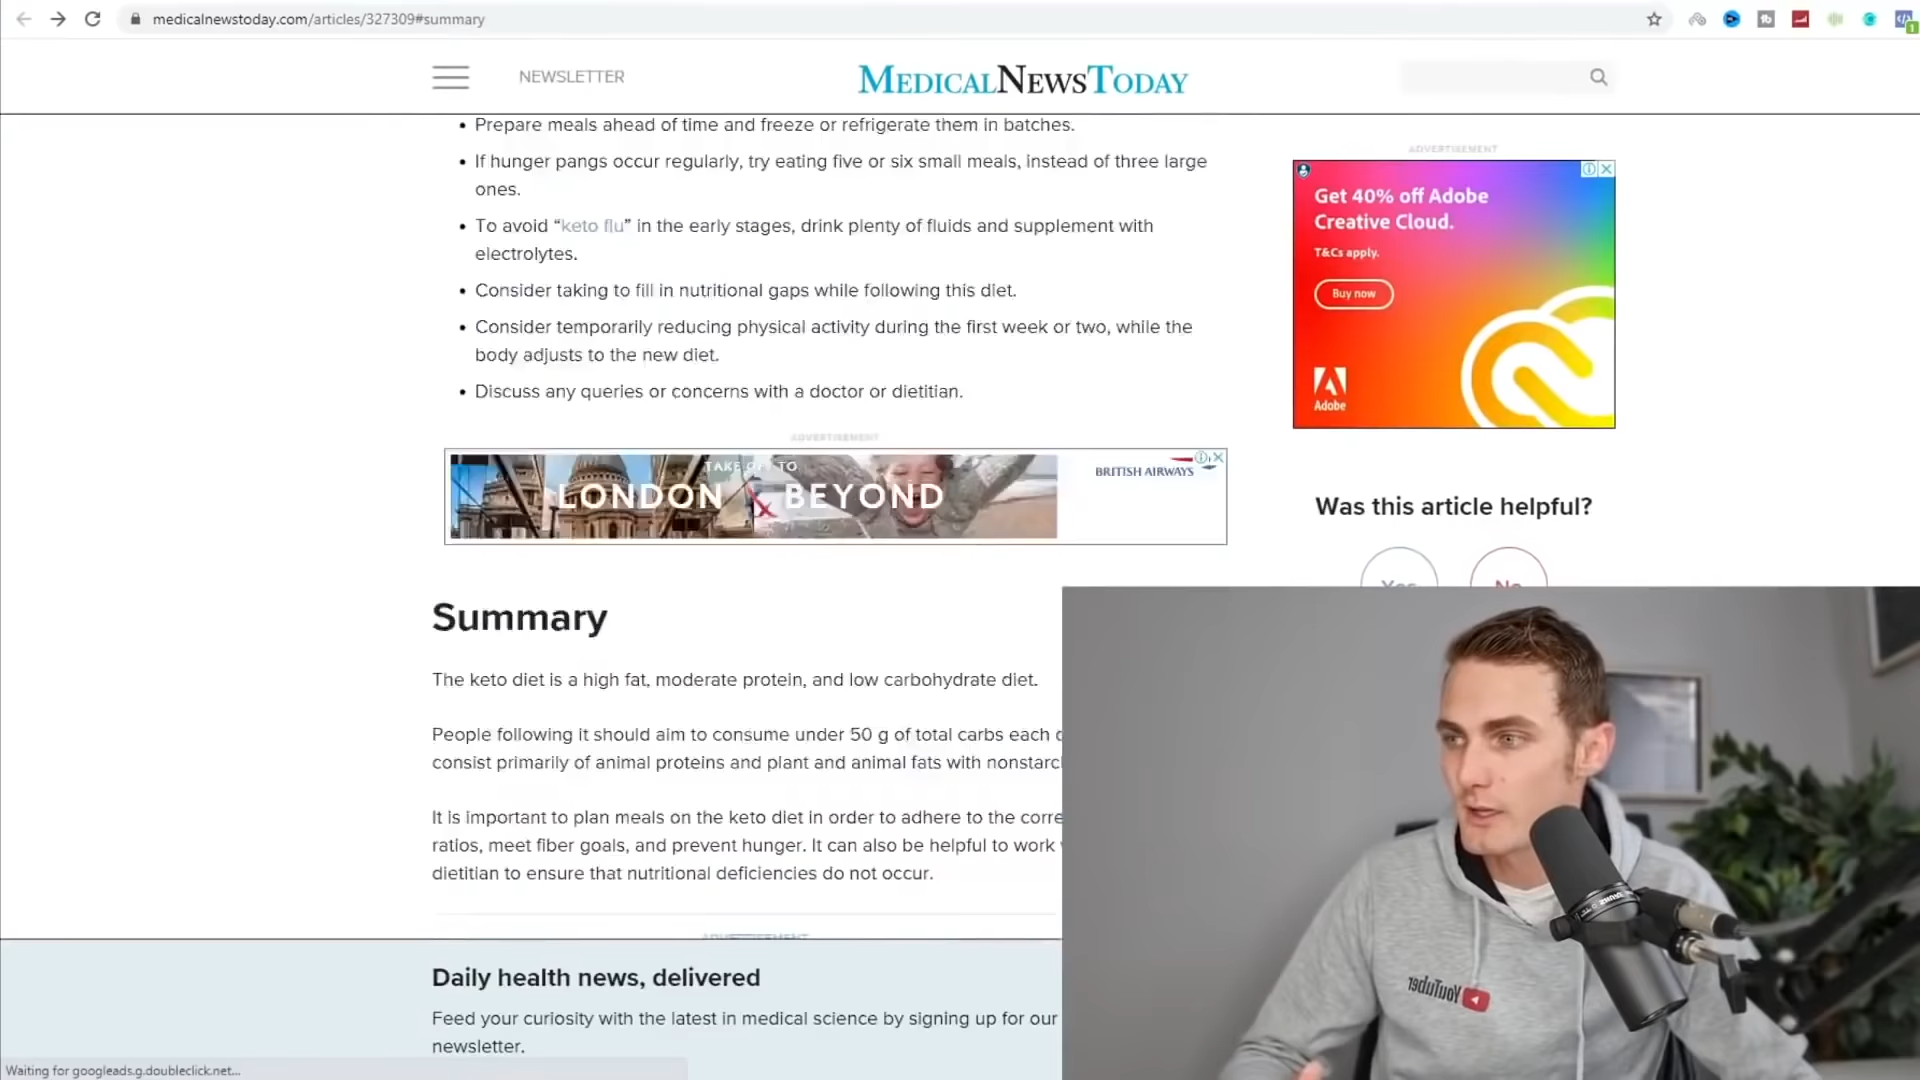 medicalnewstoday.com/articles/327309#summary
NEWSLETTER
MEDICALNEWSTODAY
• Prepare meals ahead of time and freeze or refrigerate them in batches.
• If hunger pangs occur regularly, try eating five or six small meals, instead of three large
ones.
• To avoid “keto flu” in the early stages, drink plenty of fluids and supplement with
electrolytes.
• Consider taking to fill in nutritional gaps while following this diet.
• Consider temporarily reducing physical activity during the first week or two, while the
body adjusts to the new diet.
• Discuss any queries or concerns with a doctor or dietitian.
ADVERTISEMENT
TAKE OFF TO
LONDON BEYOND
BRITISH AIRWAYS
ADVERTISEMENT
Get 40% off Adobe
Creative Cloud.
T&Cs apply.
Buy now
Adobe
Was this article helpful?
Yes No
Summary
The keto diet is a high fat, moderate protein, and low carbohydrate diet.
People following it should aim to consume under 50 g of total carbs each
consist primarily of animal proteins and plant and animal fats with
It is important to plan meals on the keto diet in order to adhere to the
ratios, meet fiber goals, and prevent hunger. It can also be helpful to work
dietitian to ensure that nutritional deficiencies do not occur.
ADVERTISEMENT
Daily health news, delivered
Feed your curiosity with the latest in medical science by signing up for our
newsletter.
Waiting for googleads.g.doubleclick.net...
YouTuber